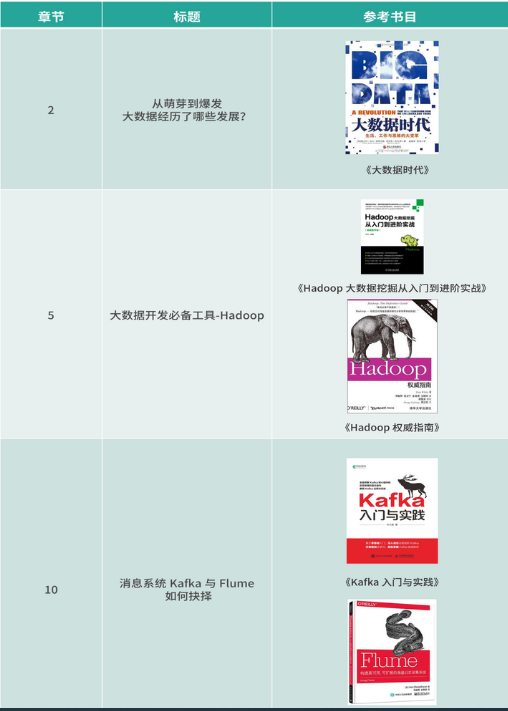 章节
标题
参考书目
2
从萌芽到爆发
大数据经历了哪些发展？
BIG
DATA
A REVOLUTION
大数据时代
生活、工作与思维的大变革
《大数据时代》
5
大数据开发必备工具-Hadoop
Hadoop大数据挖掘
从入门到进阶实战
《Hadoop 大数据挖掘从入门到进阶实战》
Hadoop
权威指南
O'REILLY
清华大学出版社
《Hadoop 权威指南》
10
消息系统 Kafka 与 Flume
如何抉择
Kafka
入门与实践
《Kafka 入门与实践》
O'REILLY
Flume